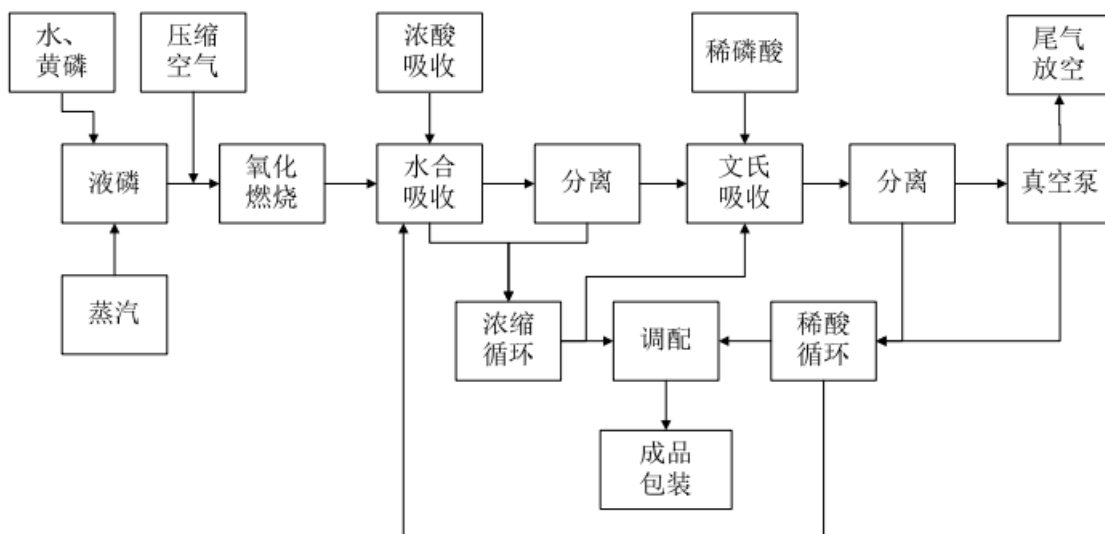 水、
黄磷
压缩
空气
浓酸
吸收
稀磷酸
尾气
放空
液磷
氧化
燃烧
水合
吸收
分离
文氏
吸收
分离
真空泵
蒸汽
浓缩
循环
调配
稀酸
循环
成品
包装